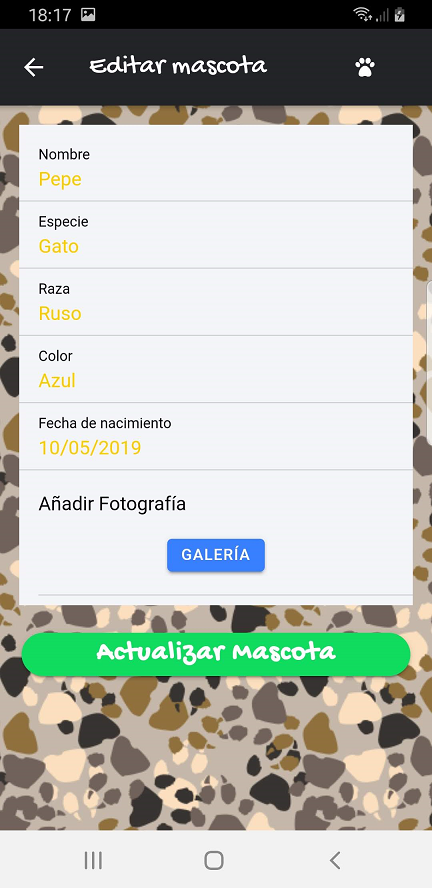 18:17
Editar mascota
Nombre
Pepe
Especie
Gato
Raza
Ruso
Color
Azul
Fecha de nacimiento
10/05/2019
Añadir Fotografía
GALERÍA
Actualizar Mascota